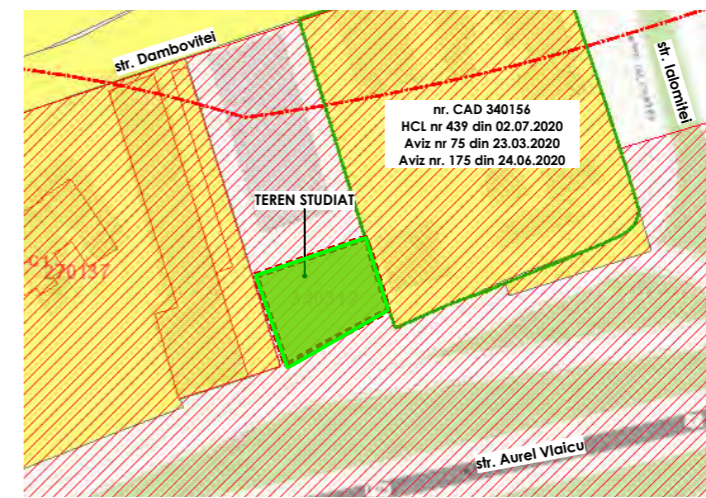 str. Dambovitei
str. Ialomitei
nr. CAD 340156
HCL nr 439 din 02.07.2020
Aviz nr 75 din 23.03.2020
Aviz nr. 175 din 24.06.2020
TEREN STUDIAT
C1
270137
str. Aurel Vlaicu